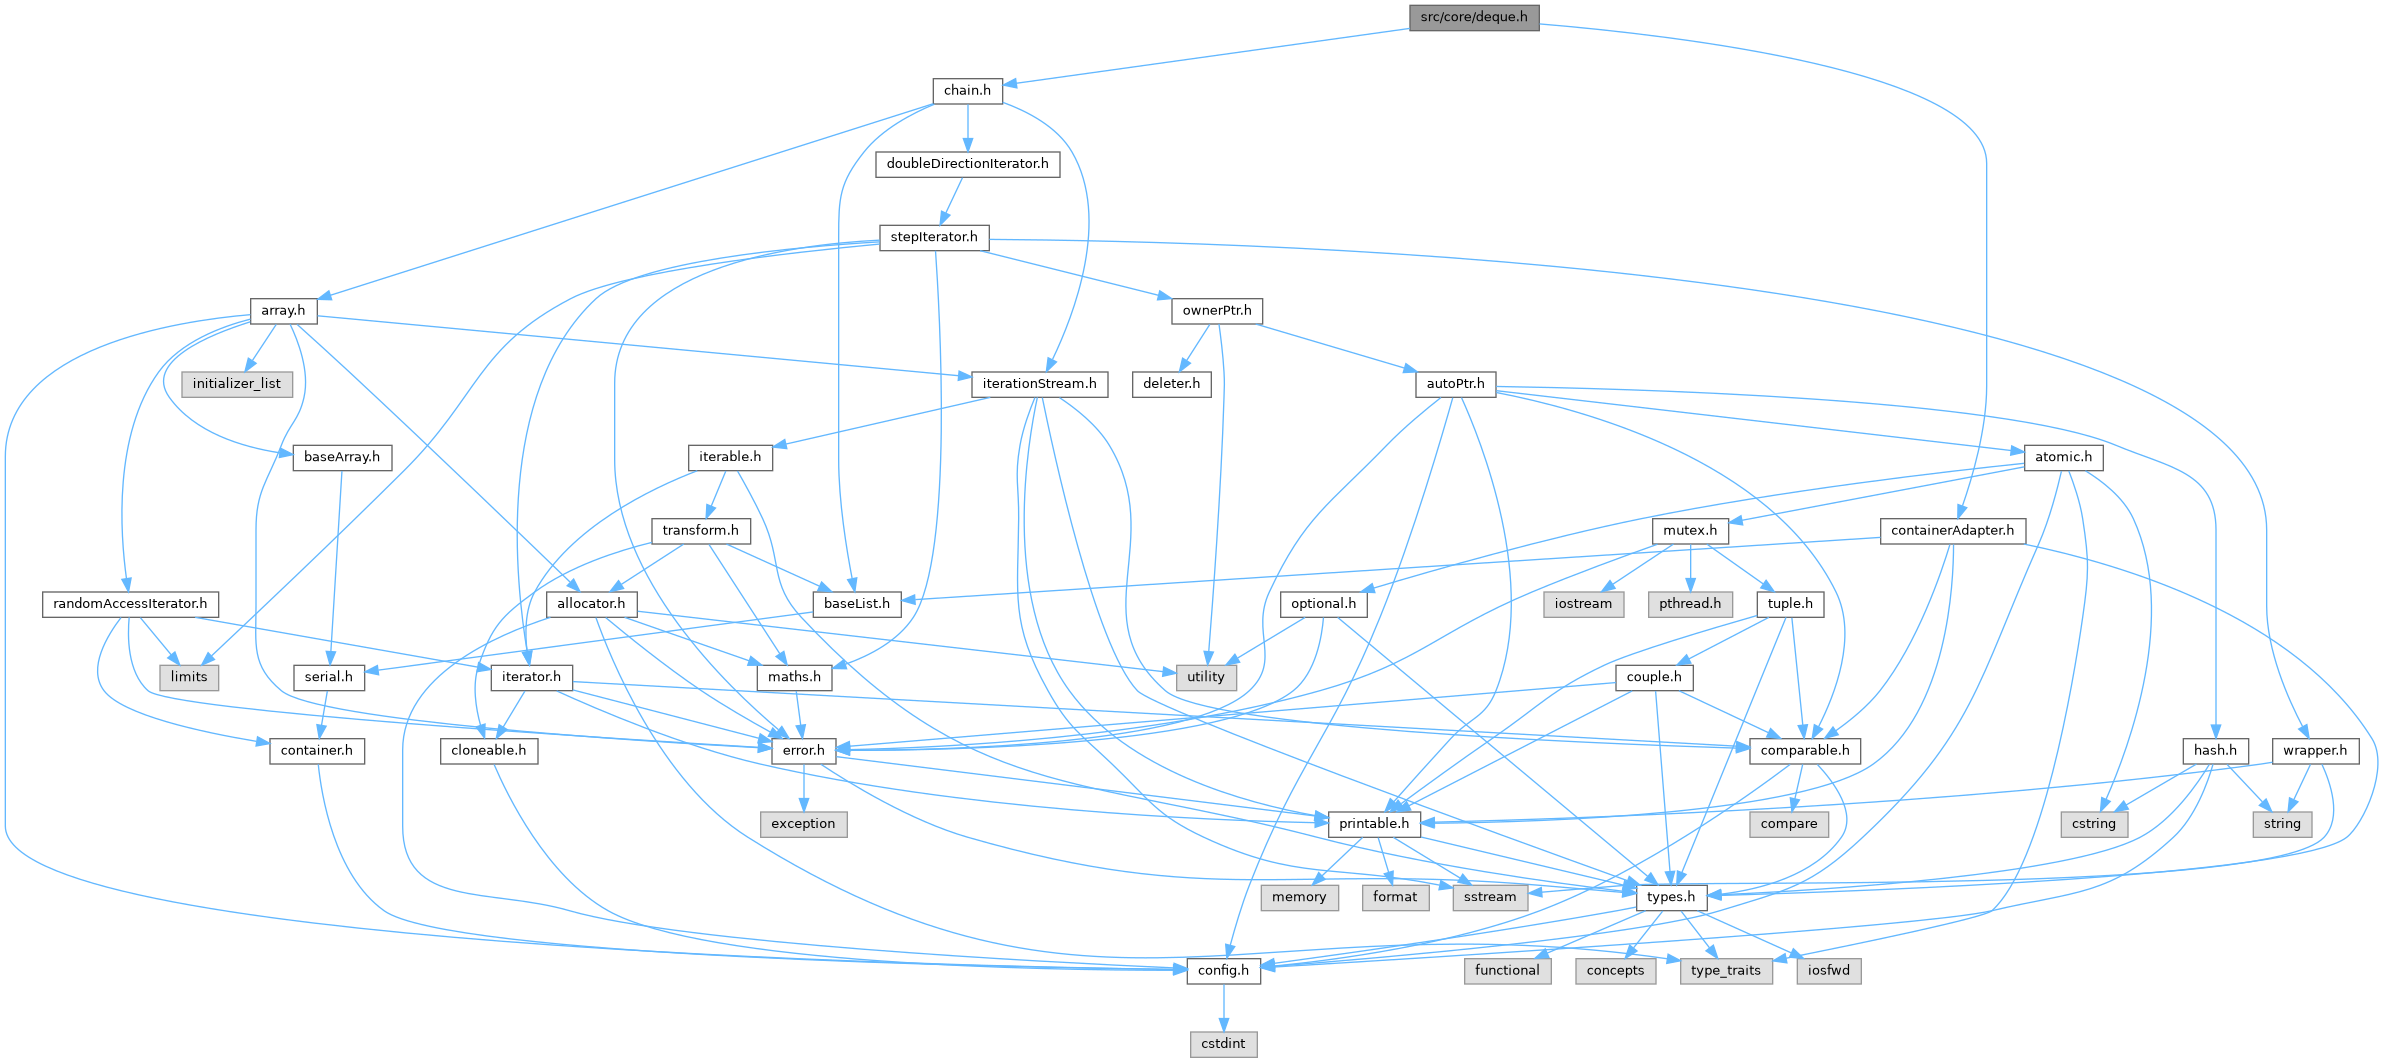 src/core/deque.h
chain.h
doubleDirectionIterator.h
stepIterator.h
array.h
ownerPtr.h
initializer_list
iterationStream.h
deleter.h
autoPtr.h
baseArray.h
iterable.h
atomic.h
transform.h
mutex.h
containerAdapter.h
randomAccessIterator.h
allocator.h
baseList.h
optional.h
iostream
pthread.h
tuple.h
limits
serial.h
iterator.h
maths.h
utility
couple.h
container.h
cloneable.h
error.h
comparable.h
hash.h
wrapper.h
exception
printable.h
compare
cstring
string
memory
format
sstream
types.h
config.h
functional
concepts
type_traits
iosfwd
cstdint